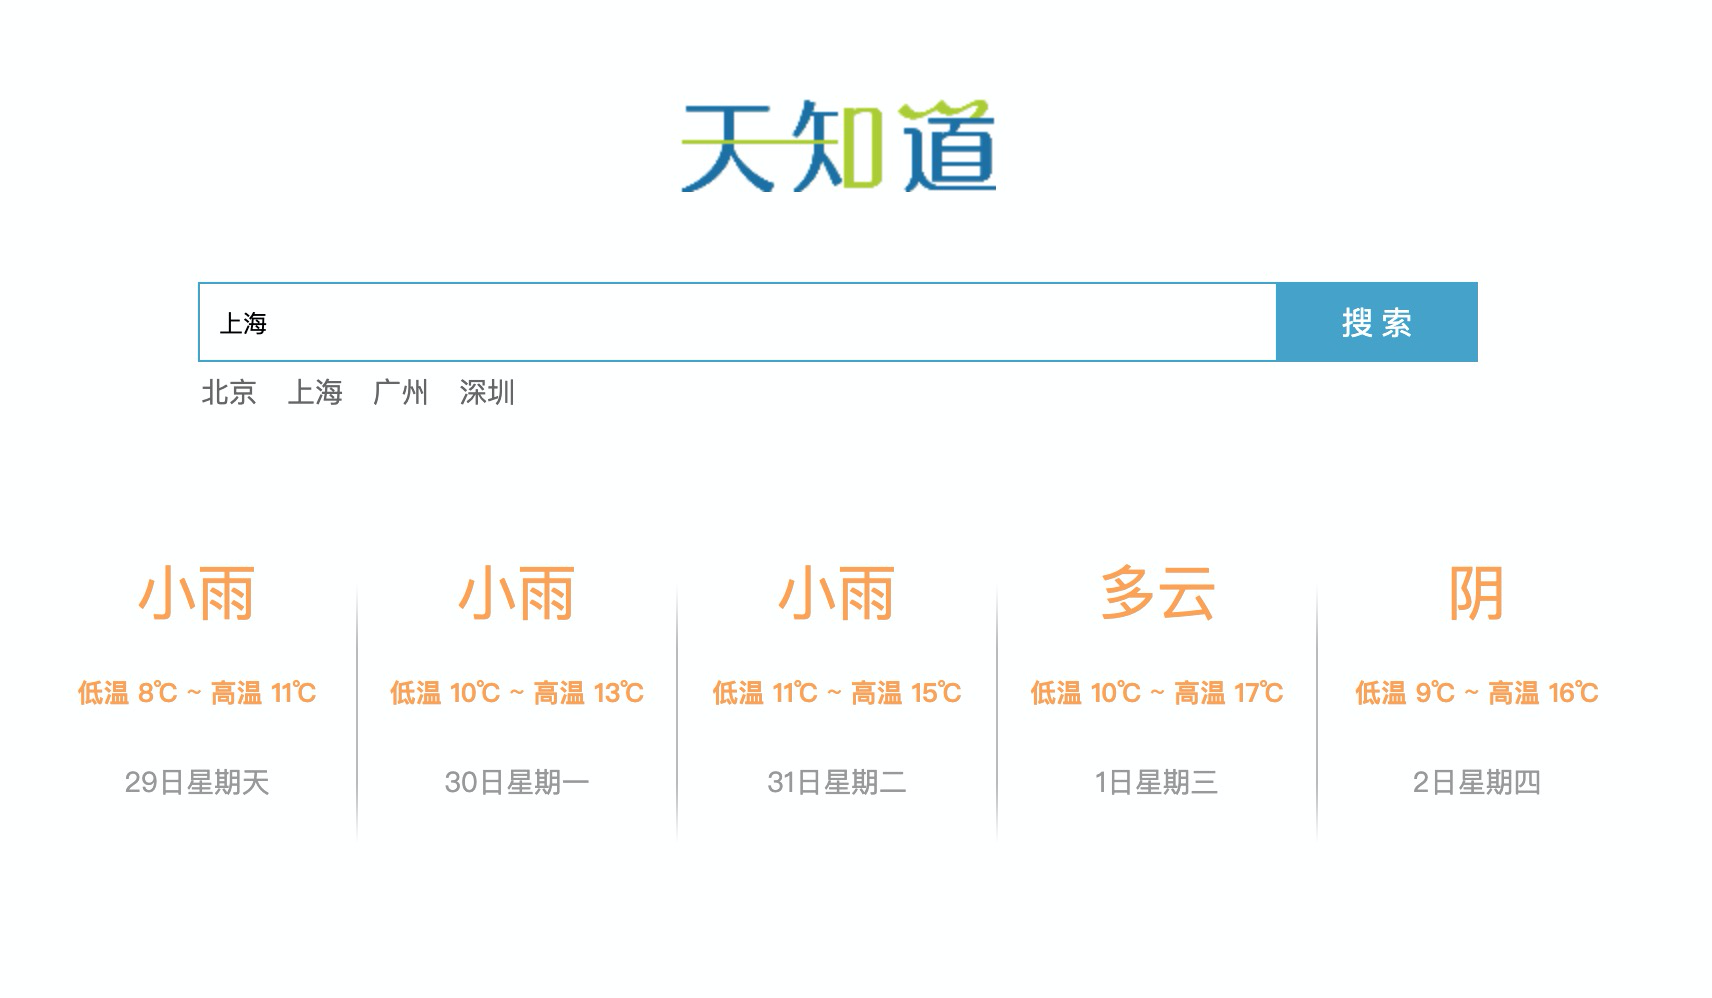 天知道
上海
搜索
北京 上海 广州 深圳
小雨 小雨 小雨 多云 阴
低温 8℃ ~ 高温 11℃ 低温 10℃ ~ 高温 13℃ 低温 11℃ ~ 高温 15℃ 低温 10℃ ~ 高温 17℃ 低温 9℃ ~ 高温 16℃
29日星期天 30日星期一 31日星期二 1日星期三 2日星期四